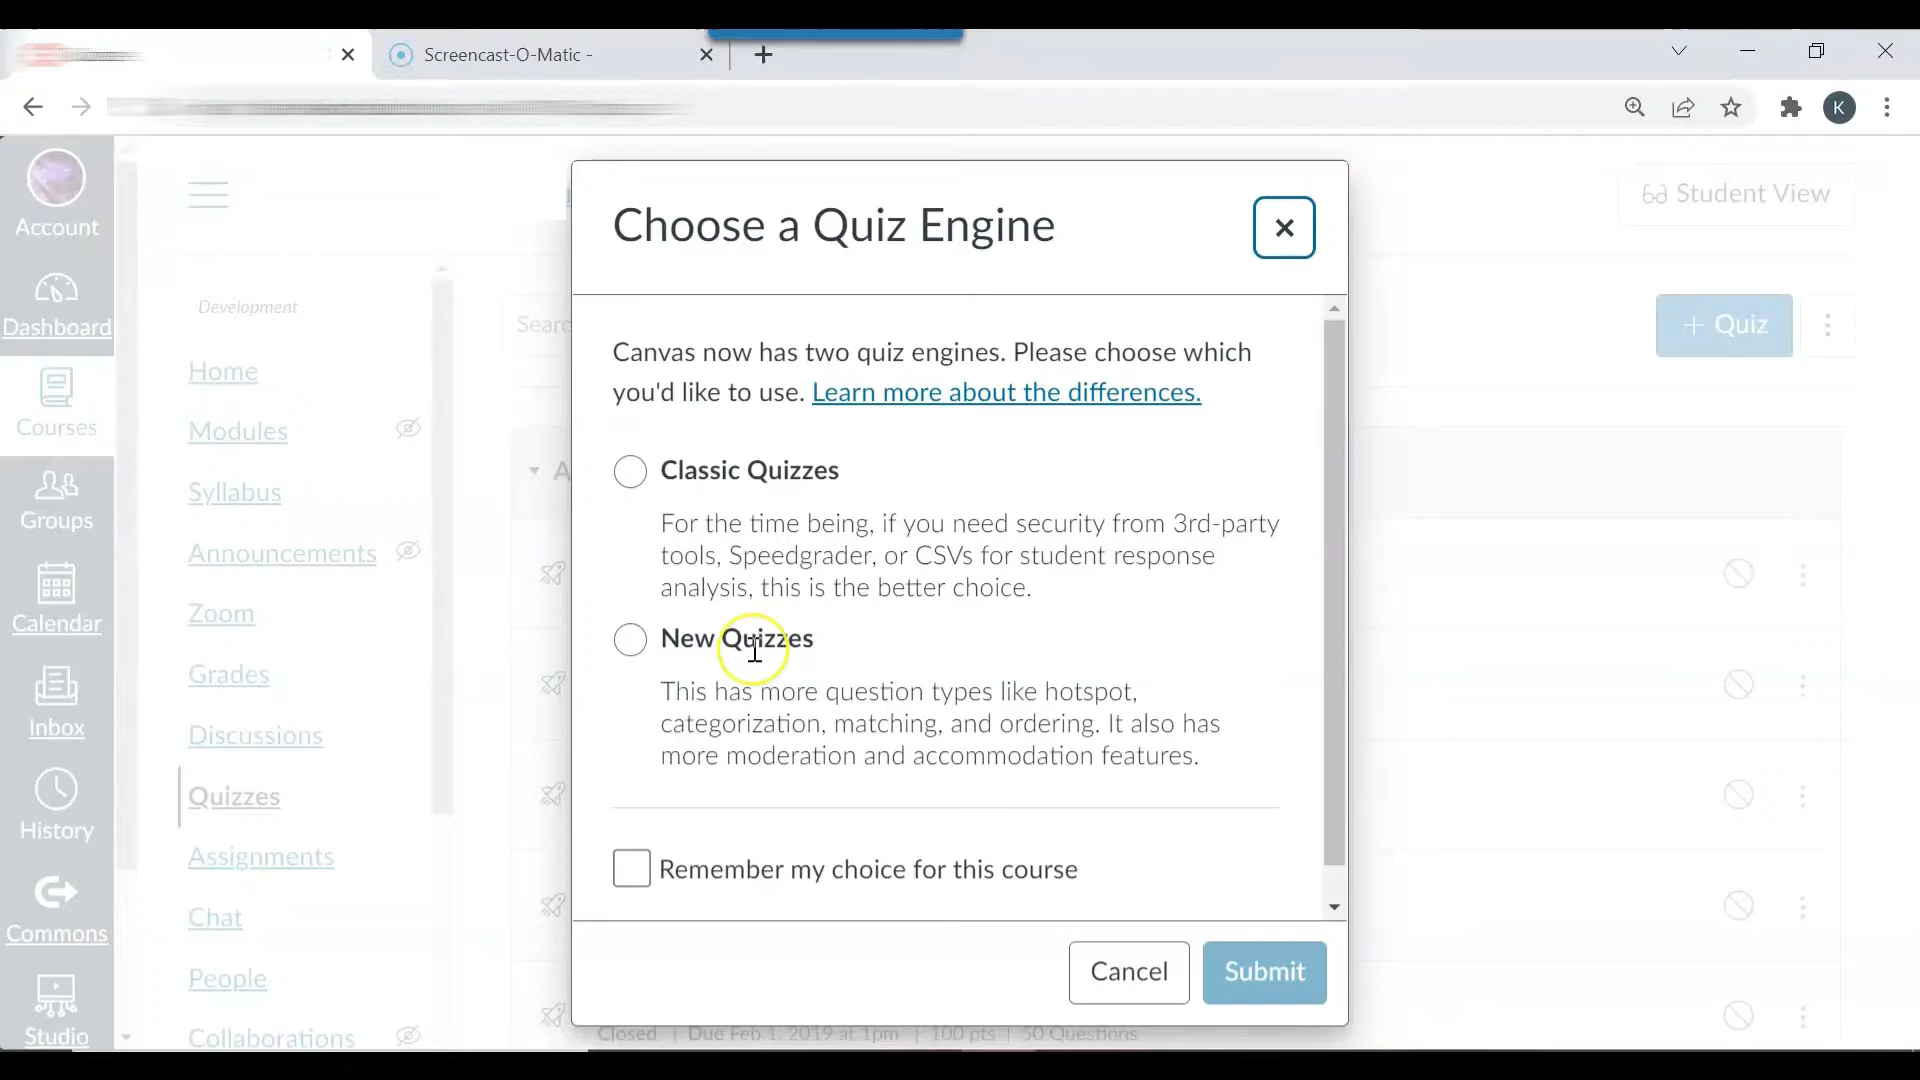 Screencast-O-Matic -
K
Account
Dashboard
Courses
Groups
Calendar
Inbox
History
Commons
Studio
Development
Home
Modules
Syllabus
Announcements
Zoom
Grades
Discussions
Quizzes
Assignments
Chat
People
Collaborations
Student View
+ Quiz
Choose a Quiz Engine
Canvas now has two quiz engines. Please choose which
you'd like to use. Learn more about the differences.
Classic Quizzes
For the time being, if you need security from 3rd-party
tools, Speedgrader, or CSVs for student response
analysis, this is the better choice.
New Quizzes
This has more question types like hotspot,
categorization, matching, and ordering. It also has
more moderation and accommodation features.
Remember my choice for this course
Cancel
Submit
Closed | Due Feb 1, 2019 at 1pm | 100 pts | 50 Questions